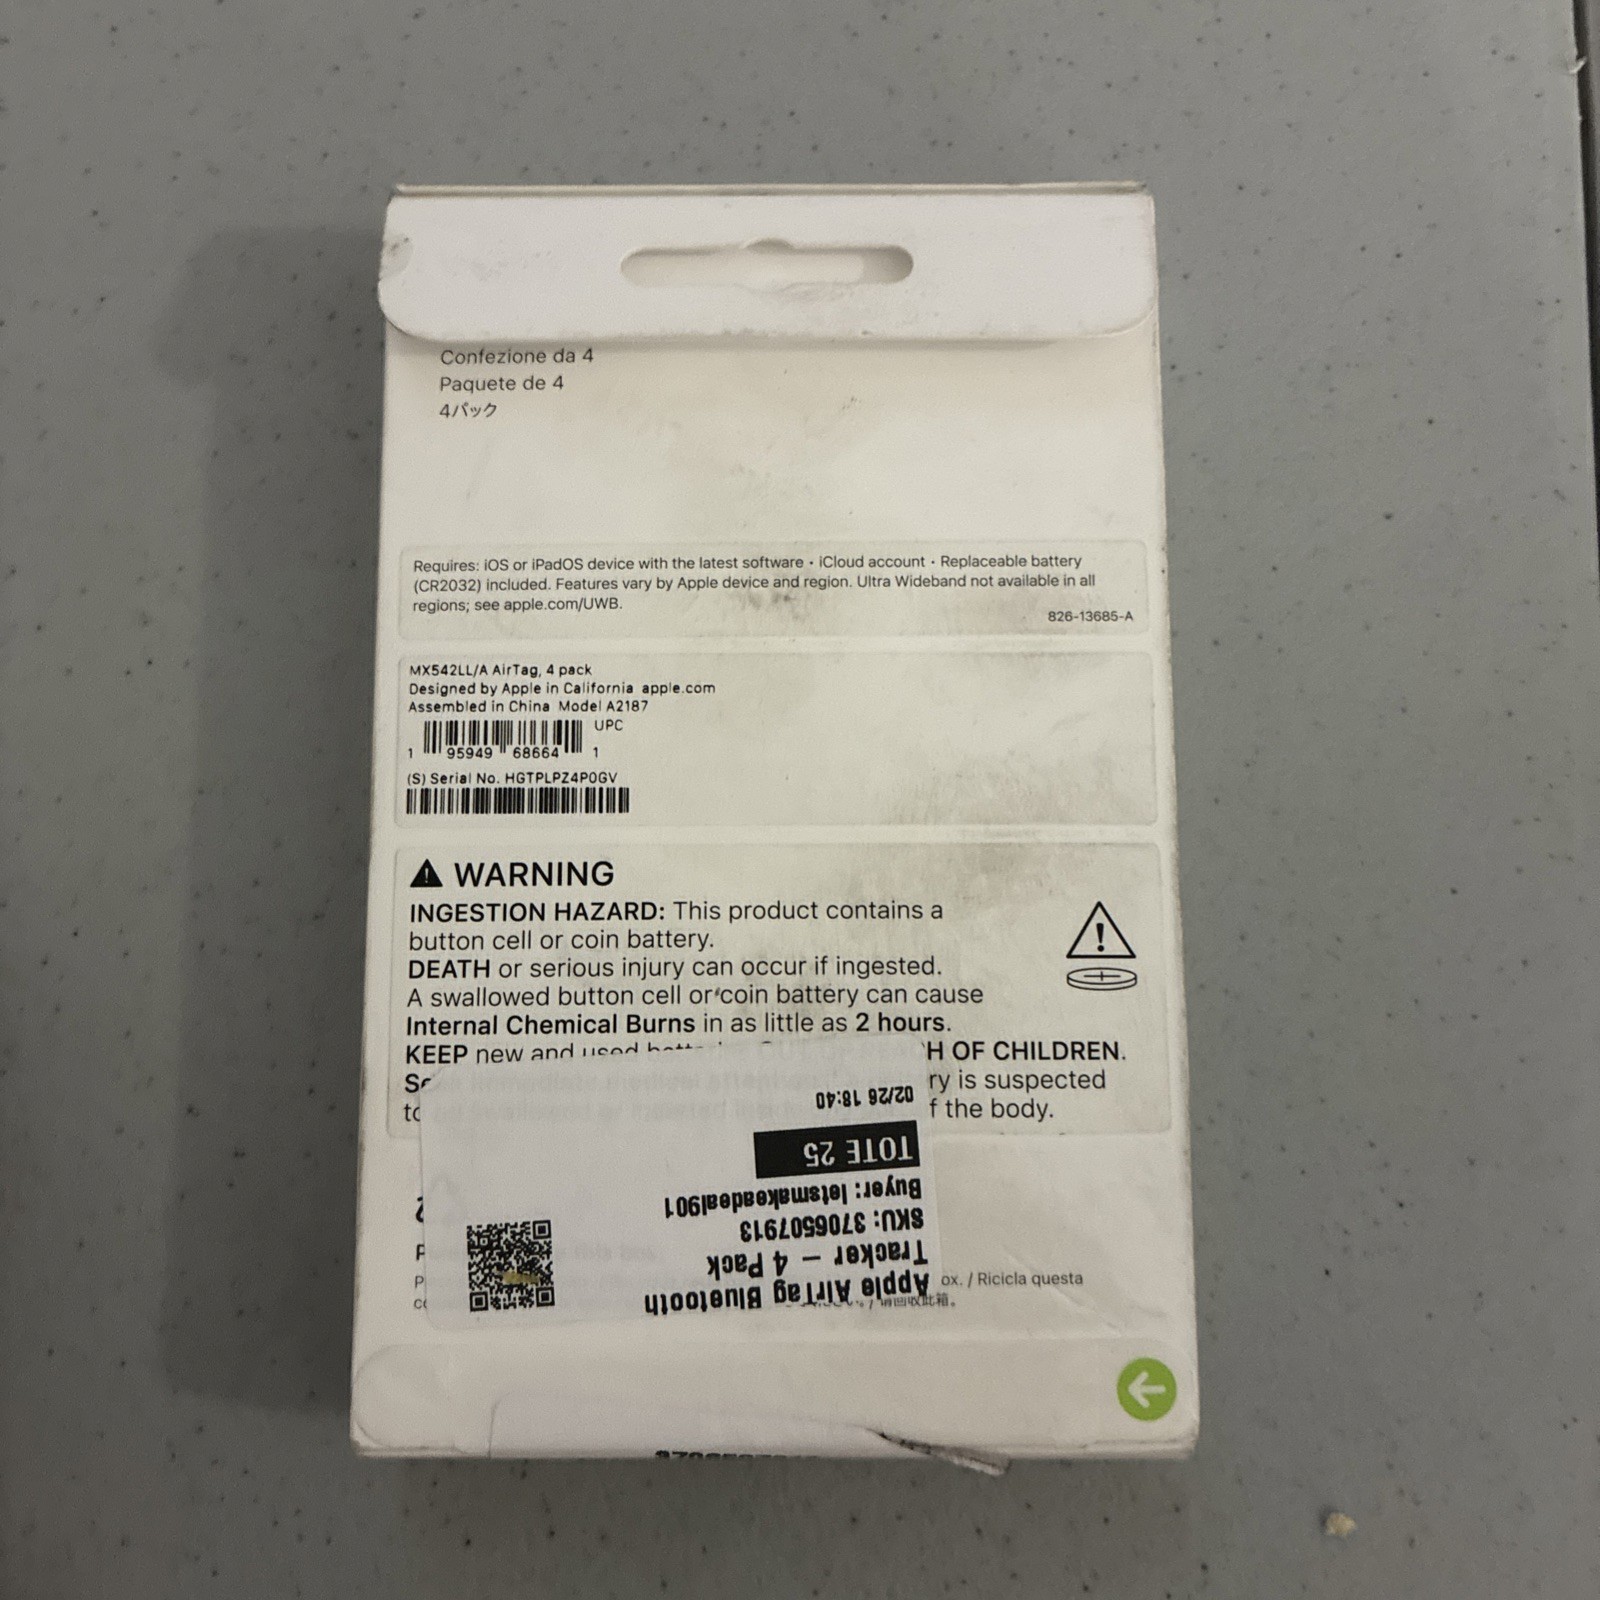 Confezione da 4
Paquete de 4
4パック
Requires: iOS or iPadOS device with the latest software • iCloud account • Replaceable battery
(CR2032) included. Features vary by Apple device and region. Ultra Wideband not available in all
regions; see apple.com/UWB.
826-13685-A
MX542LL/A AirTag, 4 pack
Designed by Apple in California apple.com
Assembled in China Model A2187
UPC
1 95949 68664 1
(S) Serial No. HGTPLPZ4P0GV
WARNING
INGESTION HAZARD: This product contains a
button cell or coin battery.
DEATH or serious injury can occur if ingested.
A swallowed button cell or coin battery can cause
Internal Chemical Burns in as little as 2 hours.
KEEP new and used H OF CHILDREN.
ry is suspected
f the body.
Apple AirTag Bluetooth
Tracker – 4 Pack
SKU: 3706507913
Buyer: letsmakeadeal901
TOTE 25
02/26 18:40
ox. / Ricicla questa